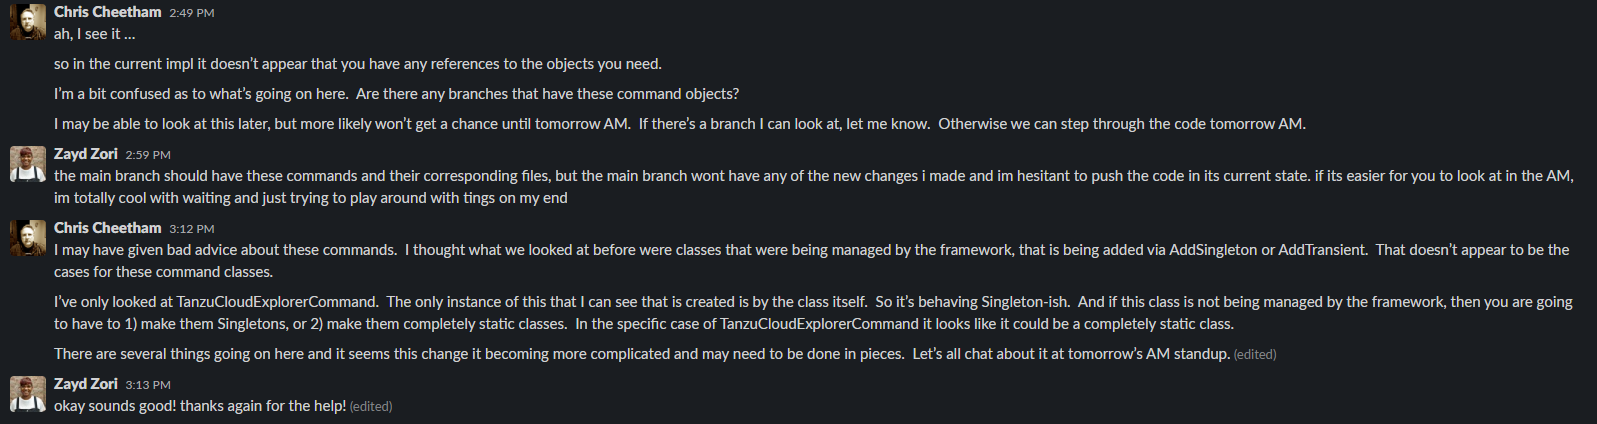 Chris Cheetham 2:49 PM
ah, I see it ...
so in the current impl it doesn't appear that you have any references to the objects you need.
I'm a bit confused as to what's going on here. Are there any branches that have these command objects?
I may be able to look at this later, but more likely won't get a chance until tomorrow AM. If there's a branch I can look at, let me know. Otherwise we can step through the code tomorrow AM.
Zayd Zori 2:59 PM
the main branch should have these commands and their corresponding files, but the main branch wont have any of the new changes i made and im hesitant to push the code in its current state. if its easier for you to look at in the AM,
im totally cool with waiting and just trying to play around with tings on my end
Chris Cheetham 3:12 PM
I may have given bad advice about these commands. I thought what we looked at before were classes that were being managed by the framework, that is being added via AddSingleton or AddTransient. That doesn't appear to be the
cases for these command classes.
I've only looked at TanzuCloudExplorerCommand. The only instance of this that I can see that is created is by the class itself. So it's behaving Singleton-ish. And if this class is not being managed by the framework, then you are going
to have to 1) make them Singletons, or 2) make them completely static classes. In the specific case of TanzuCloudExplorerCommand it looks like it could be a completely static class.
There are several things going on here and it seems this change it becoming more complicated and may need to be done in pieces. Let's all chat about it at tomorrow's AM standup. (edited)
Zayd Zori 3:13 PM
okay sounds good! thanks again for the help! (edited)